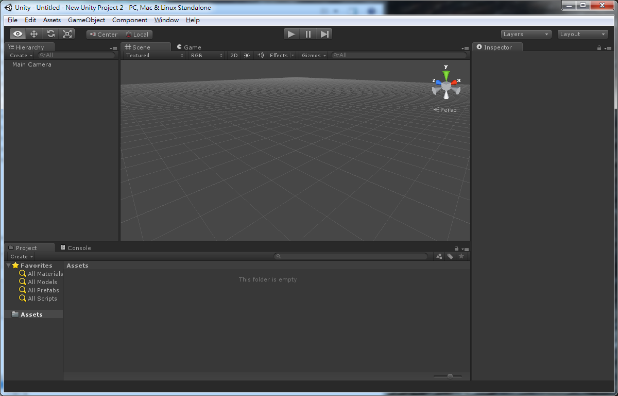 Unity - Untitled - New Unity Project 2 - PC, Mac & Linux Standalone
File Edit Assets GameObject Component Window Help
Center Local Layers Layout
Hierarchy Scene Game Inspector
Create All Textured RGB 2D Effects Gizmos All
Main Camera
y
z x
Persp
Project Console
Create
Favorites Assets
All Materials
All Models
All Prefabs
All Scripts
This folder is empty
Assets